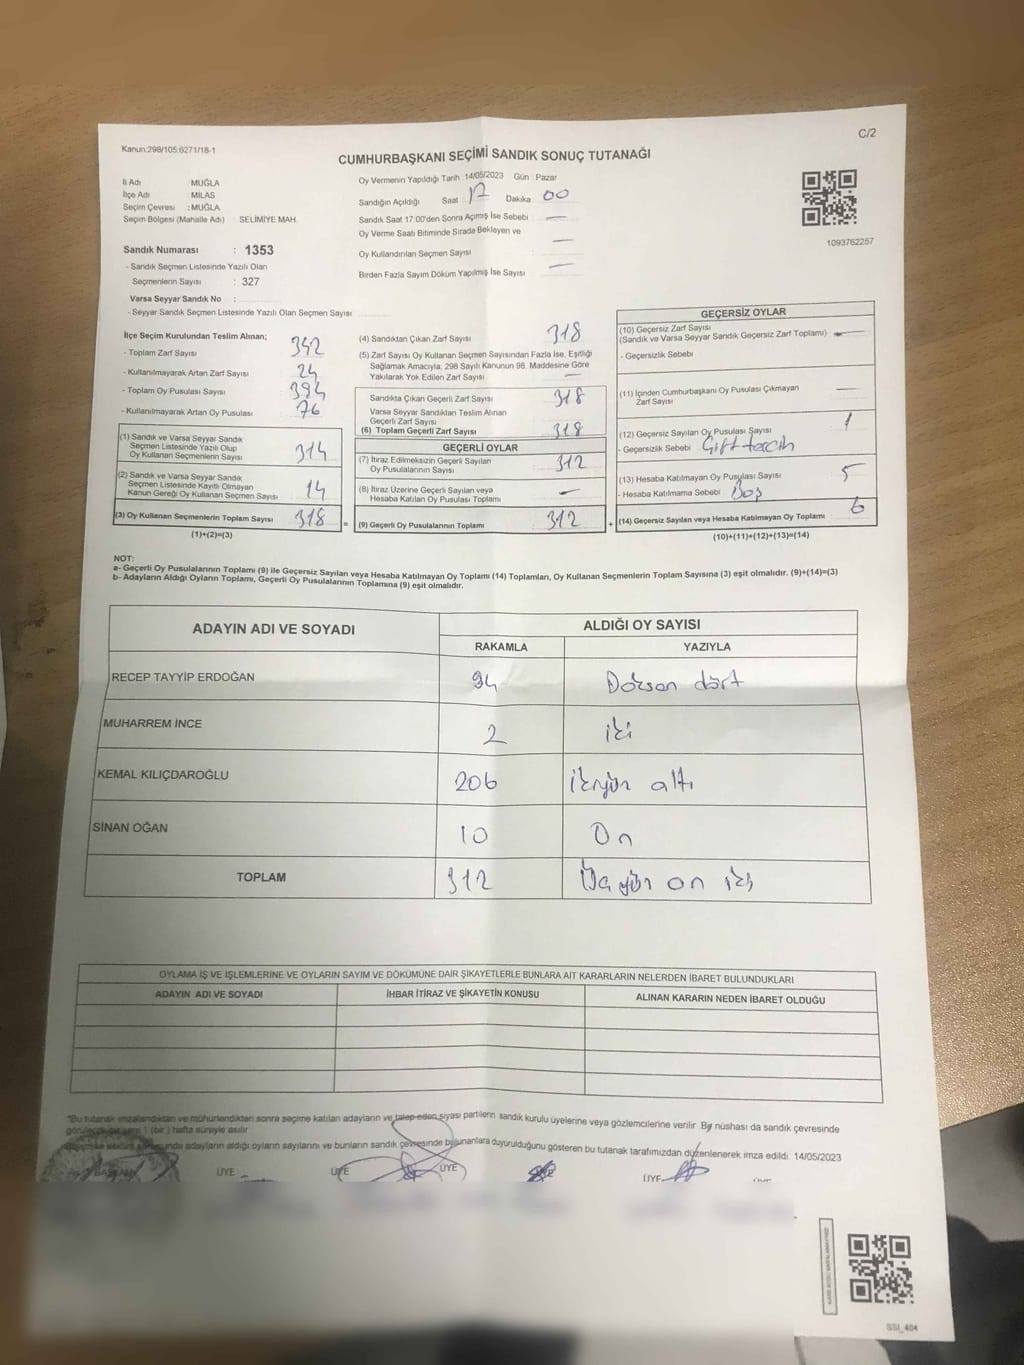 Kanun:298/105.6271/18-1
C/2
CUMHURBAŞKANI SEÇİMİ SANDIK SONUÇ TUTANAĞI
İl Adı : MUĞLA
İlçe Adı : MİLAS
Seçim Çevresi : MUĞLA
Seçim Bölgesi (Mahalle Adı) : SELİMİYE MAH.
Sandık Numarası : 1353
- Sandık Seçmen Listesinde Yazılı Olan
Seçmenlerin Sayısı : 327
Varsa Seyyar Sandık No :
- Seyyar Sandık Seçmen Listesinde Yazılı Olan Seçmen Sayısı
Oy Vermenin Yapıldığı Tarih : 14/05/2023 Gün : Pazar
Sandığın Açıldığı Saat : 17 Dakika : 00
Sandık Saat 17:00'den Sonra Açımış İse Sebebi —
Oy Verme Saati Bitiminde Sırada Bekleyen ve
Oy Kullandırılan Seçmen Sayısı —
Birden Fazla Sayım Döküm Yapılmış İse Sayısı —
1093762257
İlçe Seçim Kurulundan Teslim Alınan;
- Toplam Zarf Sayısı 342
- Kullanılmayarak Artan Zarf Sayısı 24
- Toplam Oy Pusulası Sayısı 394
- Kullanılmayarak Artan Oy Pusulası 76
(1) Sandık ve Varsa Seyyar Sandık
Seçmen Listesinde Yazılı Olup
Oy Kullanan Seçmenlerin Sayısı 314
(2) Sandık ve Varsa Seyyar Sandık
Seçmen Listesinde Kayıtlı Olmayan
Kanun Gereği Oy Kullanan Seçmen Sayısı 14
(3) Oy Kullanan Seçmenlerin Toplam Sayısı 318
(1)+(2)=(3)
(4) Sandıktan Çıkan Zarf Sayısı 318
(5) Zarf Sayısı Oy Kullanan Seçmen Sayısından Fazla İse, Eşitliği
Sağlamak Amacıyla; 298 Sayılı Kanunun 98. Maddesine Göre
Yakılarak Yok Edilen Zarf Sayısı —
Sandıkta Çıkan Geçerli Zarf Sayısı 318
Varsa Seyyar Sandıktan Teslim Alınan
Geçerli Zarf Sayısı
(6) Toplam Geçerli Zarf Sayısı 318
GEÇERLİ OYLAR
(7) İtiraz Edilmeksizin Geçerli Sayılan
Oy Pusulalarının Sayısı 312
(8) İtiraz Üzerine Geçerli Sayılan veya
Hesaba Katılan Oy Pusulası Toplamı —
= (9) Geçerli Oy Pusulalarının Toplamı 312 +
GEÇERSİZ OYLAR
(10) Geçersiz Zarf Sayısı
(Sandık ve Varsa Seyyar Sandık Geçersiz Zarf Toplamı) —
- Geçersizlik Sebebi
(11) İçinden Cumhurbaşkanı Oy Pusulası Çıkmayan
Zarf Sayısı —
(12) Geçersiz Sayılan Oy Pusulası Sayısı 1
- Geçersizlik Sebebi Çift tercih
(13) Hesaba Katılmayan Oy Pusulası Sayısı 5
- Hesaba Katılmama Sebebi Boş
(14) Geçersiz Sayılan veya Hesaba Katılmayan Oy Toplamı 6
(10)+(11)+(12)+(13)=(14)
NOT:
a- Geçerli Oy Pusulalarının Toplamı (9) ile Geçersiz Sayılan veya Hesaba Katılmayan Oy Toplamı (14) Toplamları, Oy Kullanan Seçmenlerin Toplam Sayısına (3) eşit olmalıdır. (9)+(14)=(3)
b- Adayların Aldığı Oyların Toplamı, Geçerli Oy Pusulalarının Toplamına (9) eşit olmalıdır.
ADAYIN ADI VE SOYADI ALDIĞI OY SAYISI
RAKAMLA YAZIYLA
RECEP TAYYİP ERDOĞAN 94 Doksan dört
MUHARREM İNCE 2 iki
KEMAL KILIÇDAROĞLU 206 ikiyüz altı
SİNAN OĞAN 10 On
TOPLAM 312 Üçyüz on iki
OYLAMA İŞ VE İŞLEMLERİNE VE OYLARIN SAYIM VE DÖKÜMÜNE DAİR ŞİKAYETLERLE BUNLARA AİT KARARLARIN NELERDEN İBARET BULUNDUKLARI
ADAYIN ADI VE SOYADI İHBAR İTİRAZ VE ŞİKAYETİN KONUSU ALINAN KARARIN NEDEN İBARET OLDUĞU
"Bu tutanak imzalandıktan ve mühürlendikten sonra seçime katılan adayların ve talep eden siyasi partilerin sandık kurulu üyelerine veya gözlemcilerine verilir. Bir nüshası da sandık çevresinde
1 (bir) hafta süreyle asılır.
adayların aldığı oyların sayılarını ve bunların sandık çevresinde bulunanlara duyurulduğunu gösteren bu tutanak tarafımızdan düzenlenerek imza edildi. 14/05/2023
BAŞKAN ÜYE ÜYE ÜYE ÜYE ÜYE
SSI_464